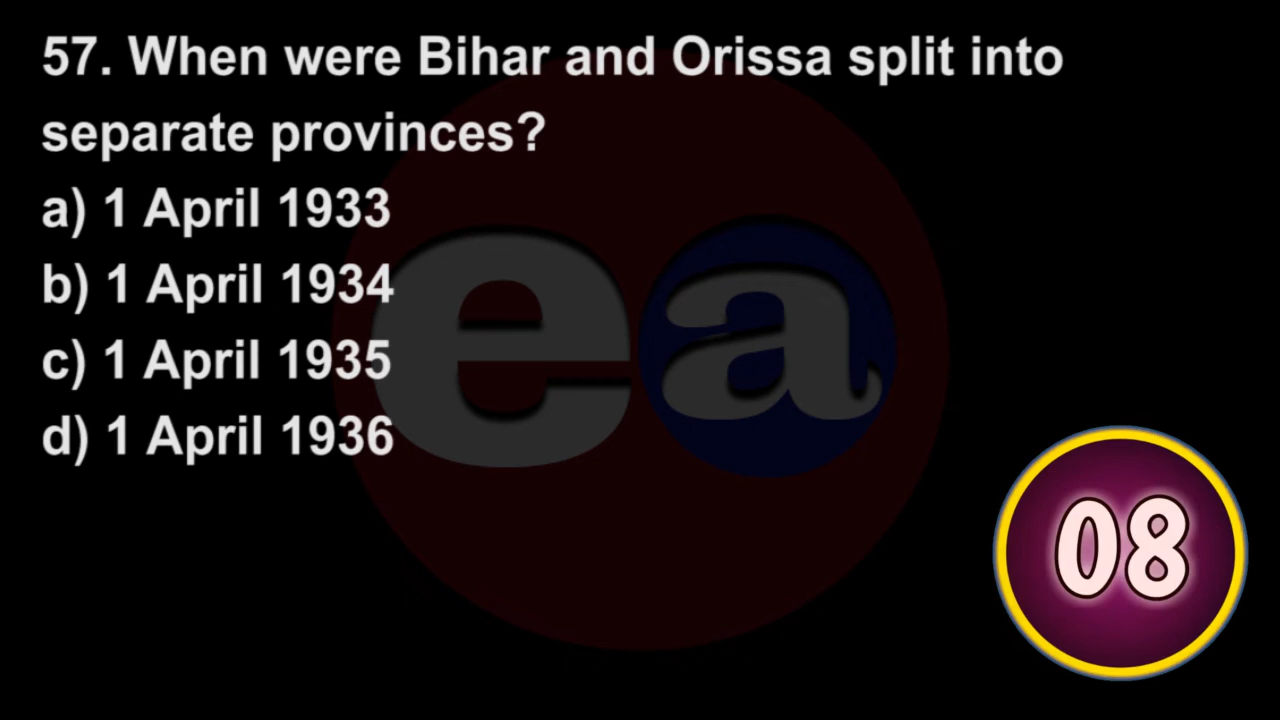 57. When were Bihar and Orissa split into
separate provinces?
a) 1 April 1933
b) 1 April 1934
c) 1 April 1935
d) 1 April 1936
ea
08